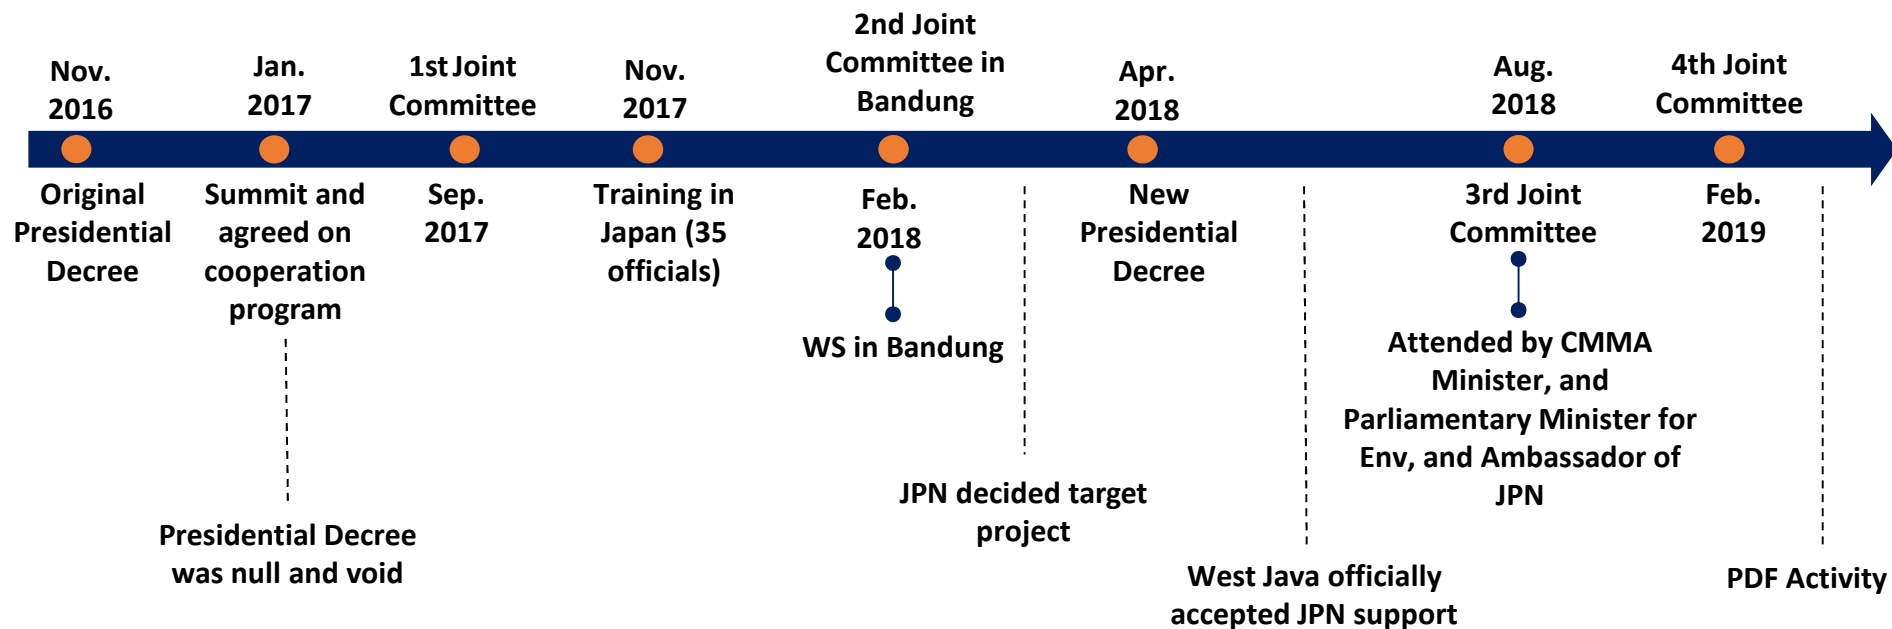 Nov.
2016
Original
Presidential
Decree
Jan.
2017
Summit and
agreed on
cooperation
program
Presidential Decree
was null and void
1st Joint
Committee
Sep.
2017
Nov.
2017
Training in
Japan (35
officials)
2nd Joint
Committee in
Bandung
Feb.
2018
WS in Bandung
JPN decided target
project
Apr.
2018
New
Presidential
Decree
West Java officially
accepted JPN support
Aug.
2018
3rd Joint
Committee
Attended by CMMA
Minister, and
Parliamentary Minister for
Env, and Ambassador of
JPN
4th Joint
Committee
Feb.
2019
PDF Activity